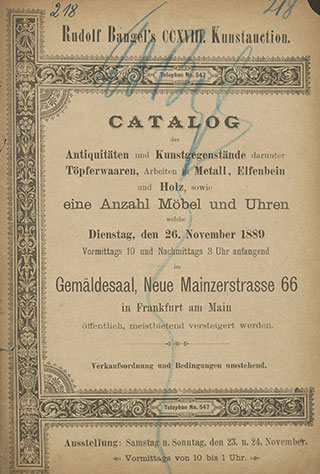 218
Rudolf Bangel's CCXVIII. Kunstauction.
Telephon No. 547
CATALOG
der
Antiquitäten und Kunstgegenstände darunter
Töpferwaaren, Arbeiten in Metall, Elfenbein
und Holz, sowie
eine Anzahl Möbel und Uhren
welche
Dienstag, den 26. November 1889
Vormittags 10 und Nachmittags 3 Uhr anfangend
im
Gemäldesaal, Neue Mainzerstrasse 66
in Frankfurt am Main
öffentlich, meistbietend versteigert werden.
Verkaufsordnung und Bedingungen umstehend.
Telephon No. 547
Ausstellung: Samstag u. Sonntag, den 23. u. 24. November.
Vormittags von 10 bis 1 Uhr.